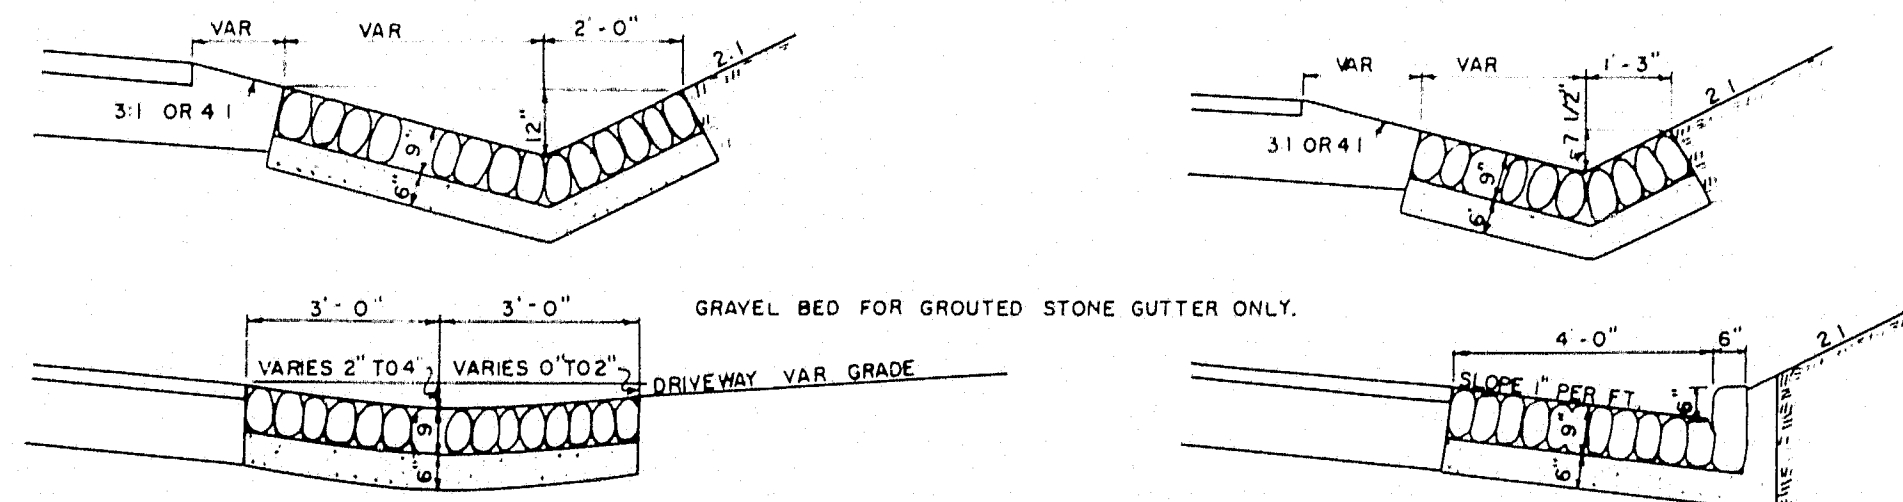 VAR VAR 2'-0"
2:1
3:1 OR 4 1
12"
9"
6"
VAR VAR 1'-3"
2 1
3 1 OR 4 1
7 1/2"
9"
6"
3'-0" 3'-0"
GRAVEL BED FOR GROUTED STONE GUTTER ONLY.
VARIES 2" TO 4" VARIES 0" TO 2"
DRIVEWAY VAR GRADE
9"
6"
4'-0" 6"
2 1
SLOPE 1" PER FT.
6"
9"
6"